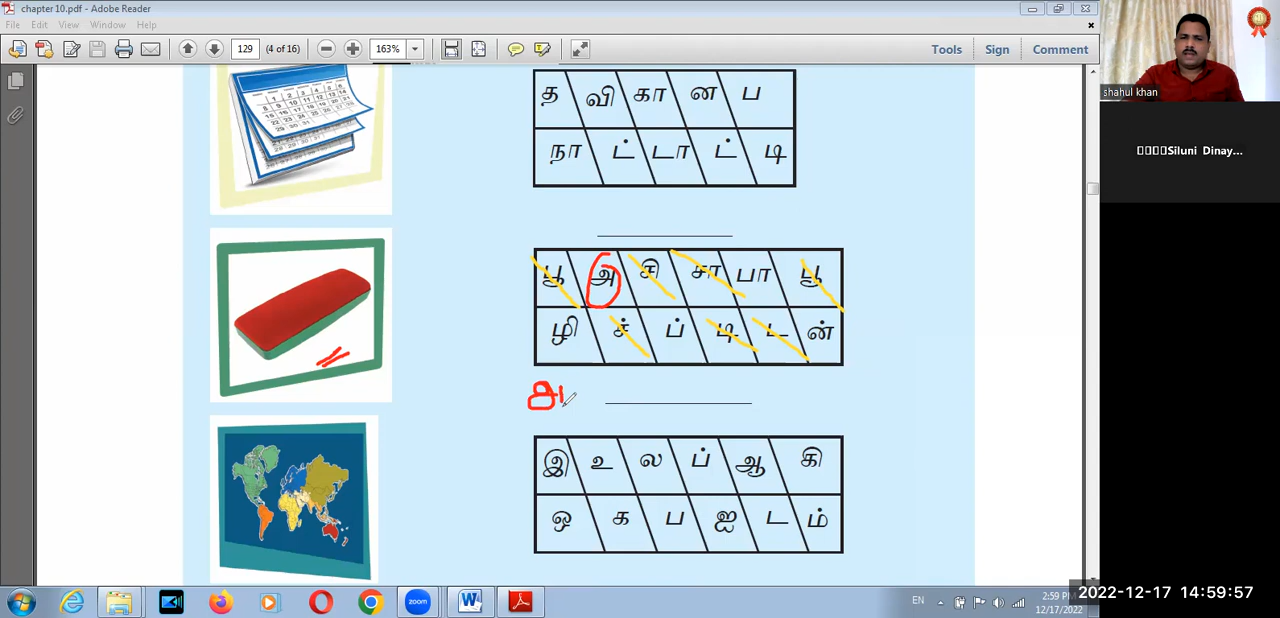 chapter 10.pdf - Adobe Reader
File Edit View Window Help
129 (4 of 16) 163% Tools Sign Comment
shahul khan
Siluni Dinay...
த வி கா ன ப
நா ட் டா ட் டி
பூ அ சி சா பா பூ
ழி ச் ப் டி ட ன்
அ
இ உ ல ப் ஆ கி
ஒ க ப ஐ ட ம்
zoom
EN 2:59 PM
12/17/2022
2022-12-17 14:59:57